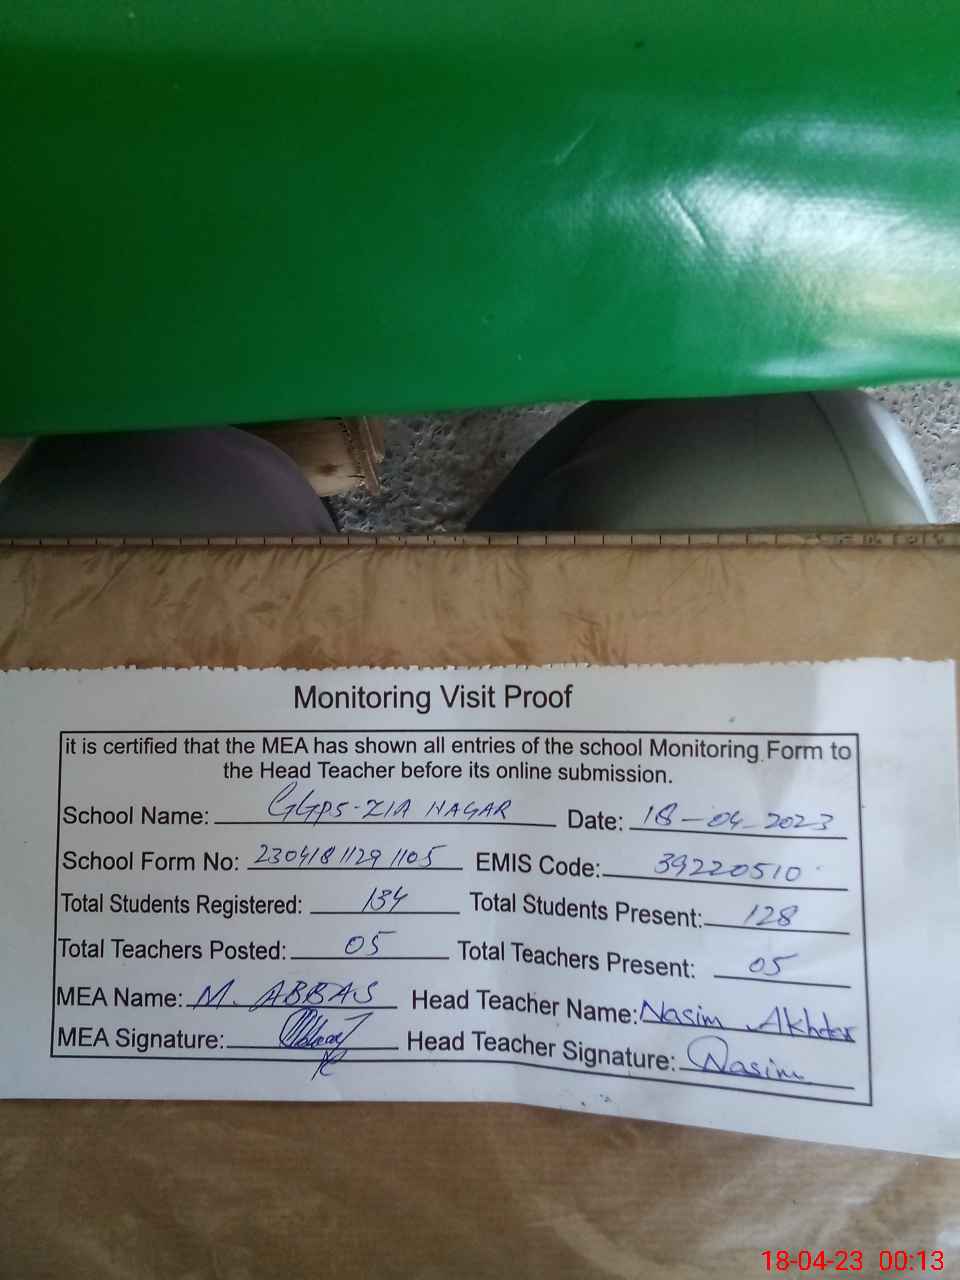 Monitoring Visit Proof
it is certified that the MEA has shown all entries of the school Monitoring Form to
the Head Teacher before its online submission.
School Name: GGPS-ZIA NAGAR Date: 18-04-2023
School Form No: 2304181129 1105 EMIS Code: 39220510
Total Students Registered: 134 Total Students Present: 128
Total Teachers Posted: 05 Total Teachers Present: 05
MEA Name: M. ABBAS Head Teacher Name: Nasim Akhter
MEA Signature: Head Teacher Signature: Nasim
18-04-23 00:13